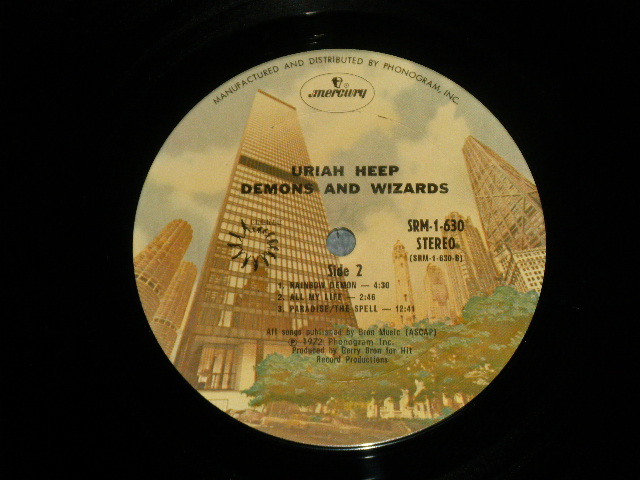 MANUFACTURED AND DISTRIBUTED BY PHONOGRAM, INC.
mercury
URIAH HEEP
DEMONS AND WIZARDS
SRM-1-630
STEREO
(SRM-1-630-B)
Side 2
1. RAINBOW DEMON — 4:30
2. ALL MY LIFE — 2:46
3. PARADISE/THE SPELL — 12:41
All songs published by Bron Music (ASCAP)
Ⓟ 1972 Phonogram Inc.
Produced by Gerry Bron for Hit
Record Productions